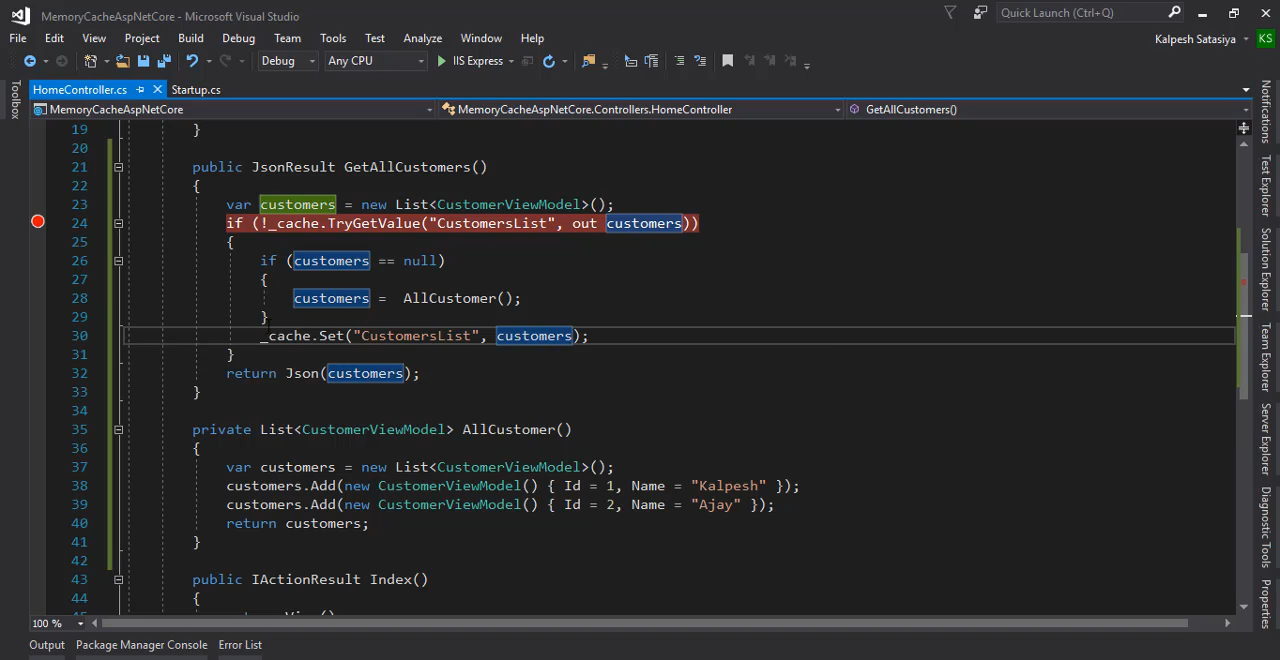 MemoryCacheAspNetCore - Microsoft Visual Studio
Quick Launch (Ctrl+Q)
File Edit View Project Build Debug Team Tools Test Analyze Window Help
Kalpesh Satasiya KS
Debug Any CPU IIS Express
HomeController.cs Startup.cs
MemoryCacheAspNetCore MemoryCacheAspNetCore.Controllers.HomeController GetAllCustomers()
19 }
20
21 public JsonResult GetAllCustomers()
22 {
23 var customers = new List<CustomerViewModel>();
24 if (!_cache.TryGetValue("CustomersList", out customers))
25 {
26 if (customers == null)
27 {
28 customers =  AllCustomer();
29 }
30 _cache.Set("CustomersList", customers);
31 }
32 return Json(customers);
33 }
34
35 private List<CustomerViewModel> AllCustomer()
36 {
37 var customers = new List<CustomerViewModel>();
38 customers.Add(new CustomerViewModel() { Id = 1, Name = "Kalpesh" });
39 customers.Add(new CustomerViewModel() { Id = 2, Name = "Ajay" });
40 return customers;
41 }
42
43 public IActionResult Index()
44 {
100 %
Output Package Manager Console Error List
Toolbox
Notifications
Test Explorer
Solution Explorer
Team Explorer
Server Explorer
Diagnostic Tools
Properties